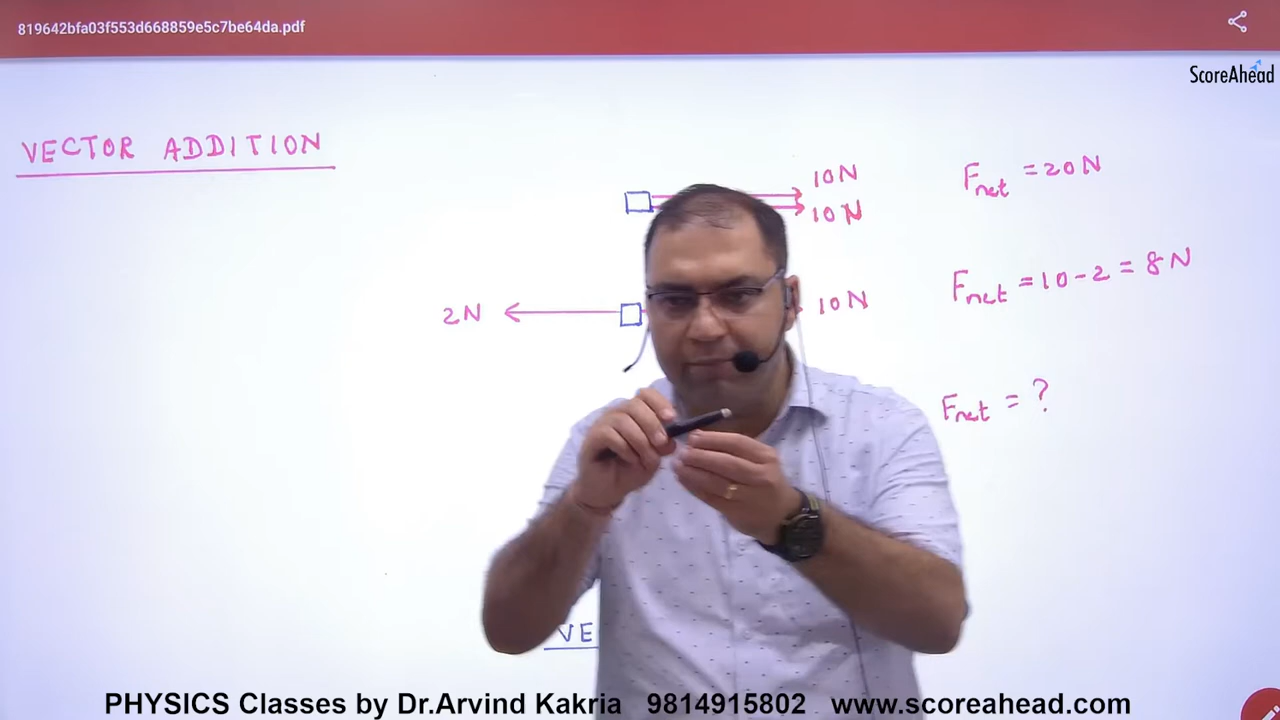 819642bfa03f553d668859e5c7be64da.pdf
ScoreAhead
VECTOR ADDITION
10N
10N
Fnet = 20N
2N
10N
Fnet = 10-2 = 8N
Fnet = ?
VE
PHYSICS Classes by Dr.Arvind Kakria 9814915802 www.scoreahead.com